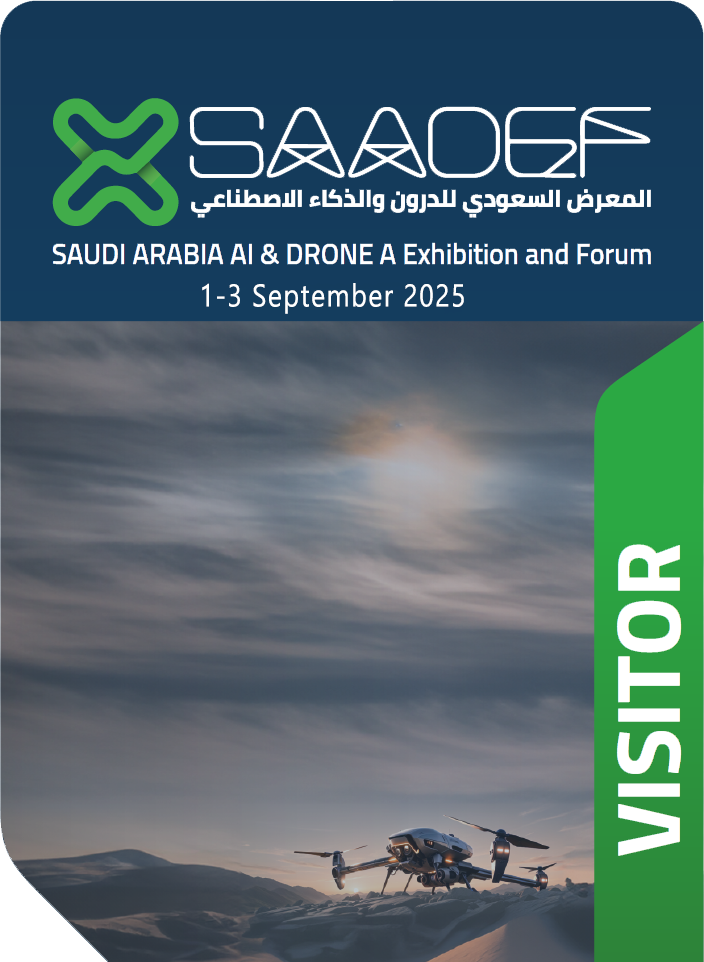 SAADEF
المعرض السعودي للدرون والذكاء الاصطناعي
SAUDI ARABIA AI & DRONE A Exhibition and Forum
1-3 September 2025
VISITOR